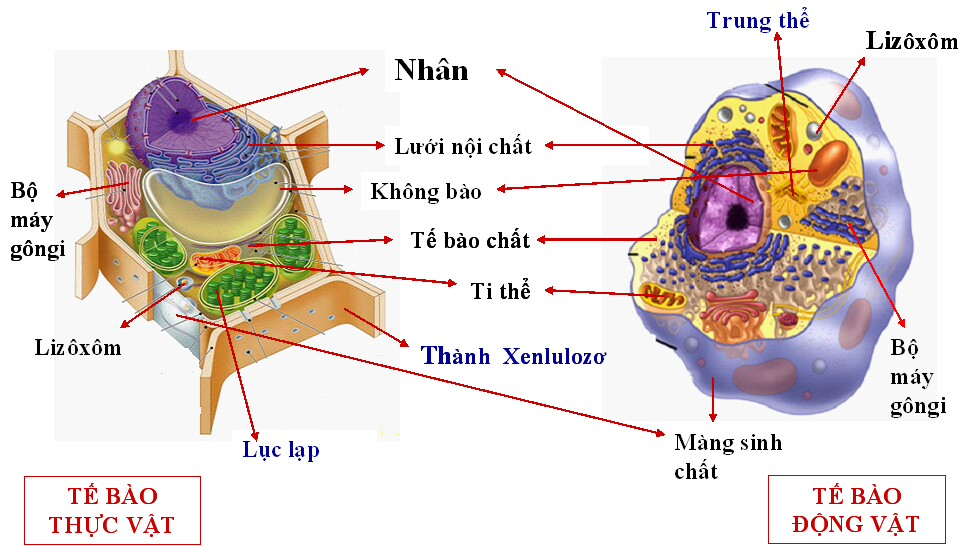 Trung thể
Lizôxôm
Nhân
Lưới nội chất
Không bào
Bộ
máy
gôngi
Tế bào chất
Ti thể
Lizôxôm
Thành Xenlulozơ
Bộ
máy
gôngi
Lục lạp
Màng sinh
chất
TẾ BÀO
THỰC VẬT
TẾ BÀO
ĐỘNG VẬT